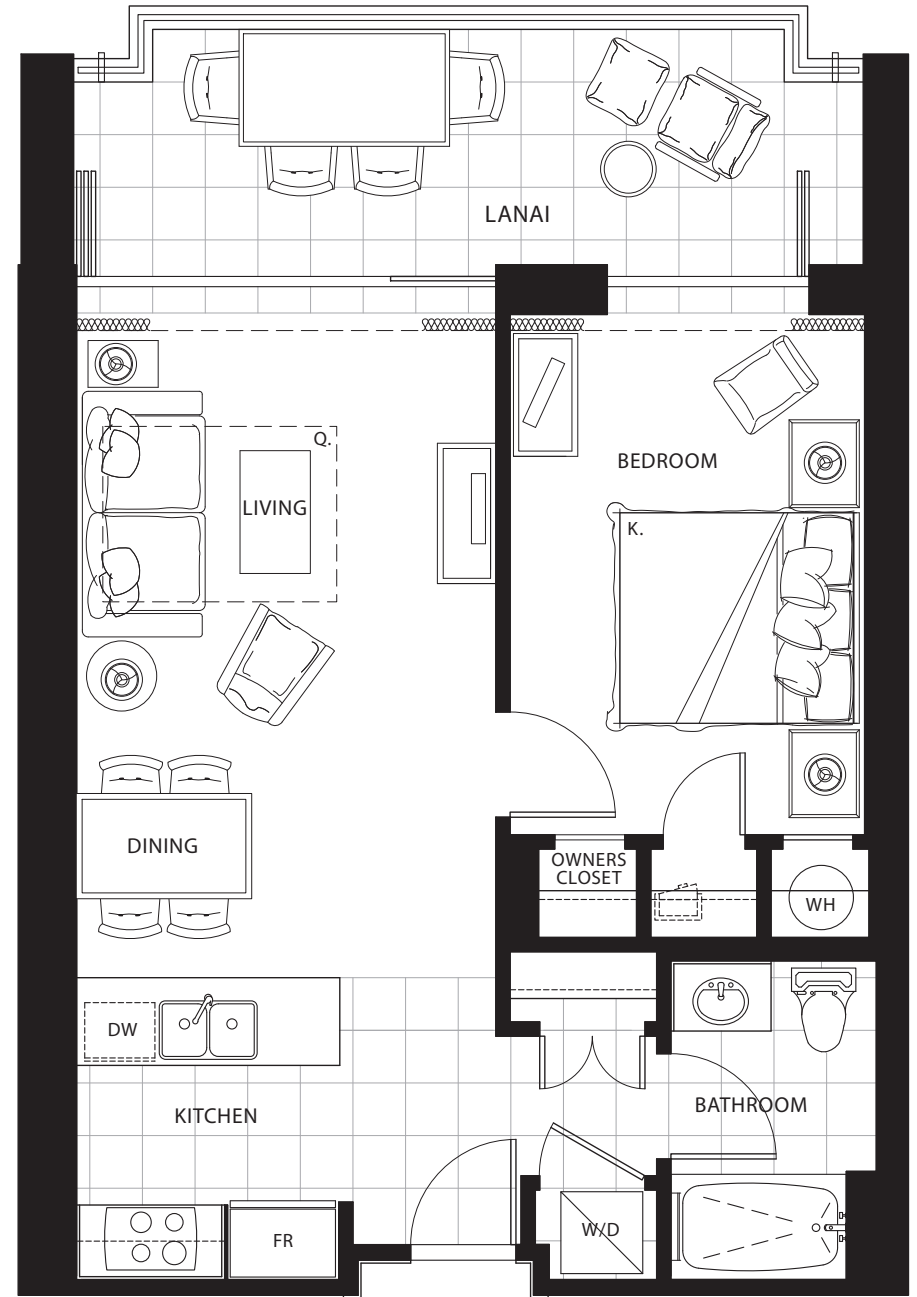 LANAI
Q.
LIVING
BEDROOM
K.
DINING
OWNERS
CLOSET
WH
DW
KITCHEN
BATHROOM
FR
W/D